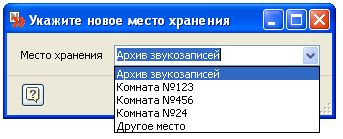 Укажите новое место хранения
Место хранения
Архив звукозаписей
Архив звукозаписей
Комната №123
Комната №456
Комната №24
Другое место
?